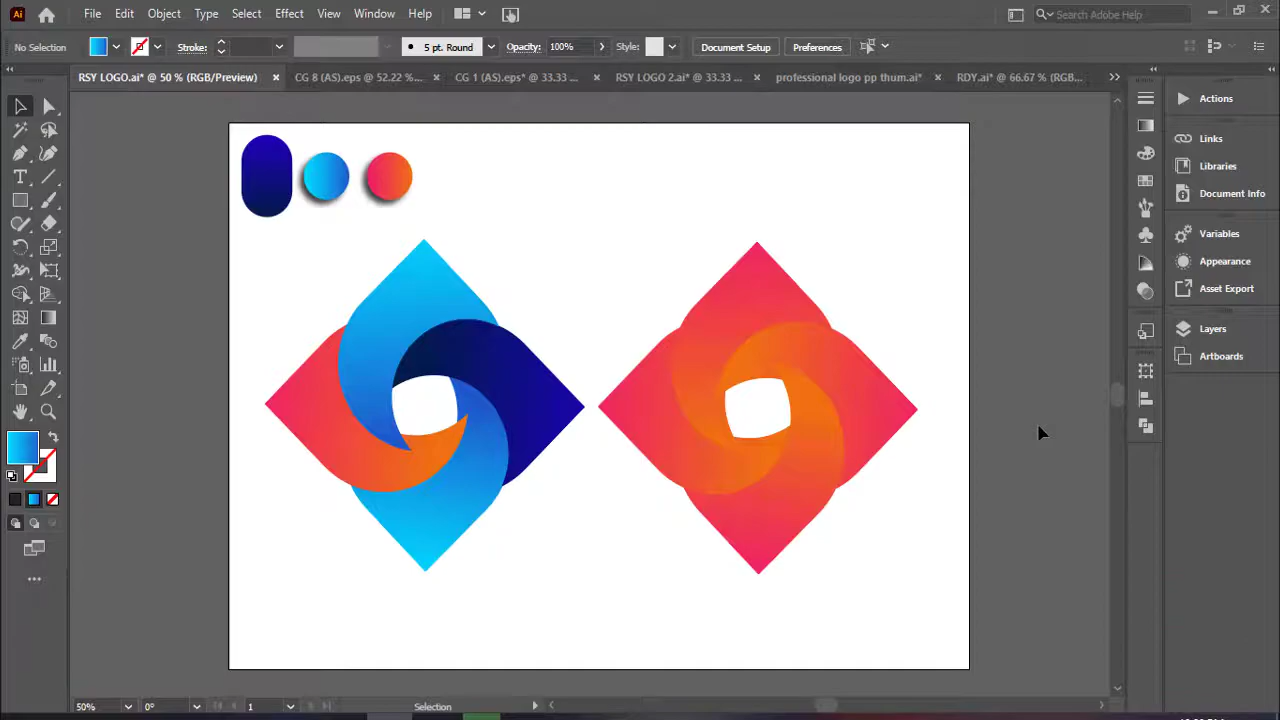 Ai File Edit Object Type Select Effect View Window Help Search Adobe Help
No Selection Stroke: 5 pt. Round Opacity: 100% Style: Document Setup Preferences
RSY LOGO.ai* @ 50 % (RGB/Preview) × CG 8 (AS).eps @ 52.22 %... × CG 1 (AS).eps* @ 33.33 ... × RSY LOGO 2.ai* @ 33.33 ... × professional logo pp thum.ai* × RDY.ai* @ 66.67 % (RGB...
Actions
Links
Libraries
Document Info
Variables
Appearance
Asset Export
Layers
Artboards
50% 0° 1 Selection